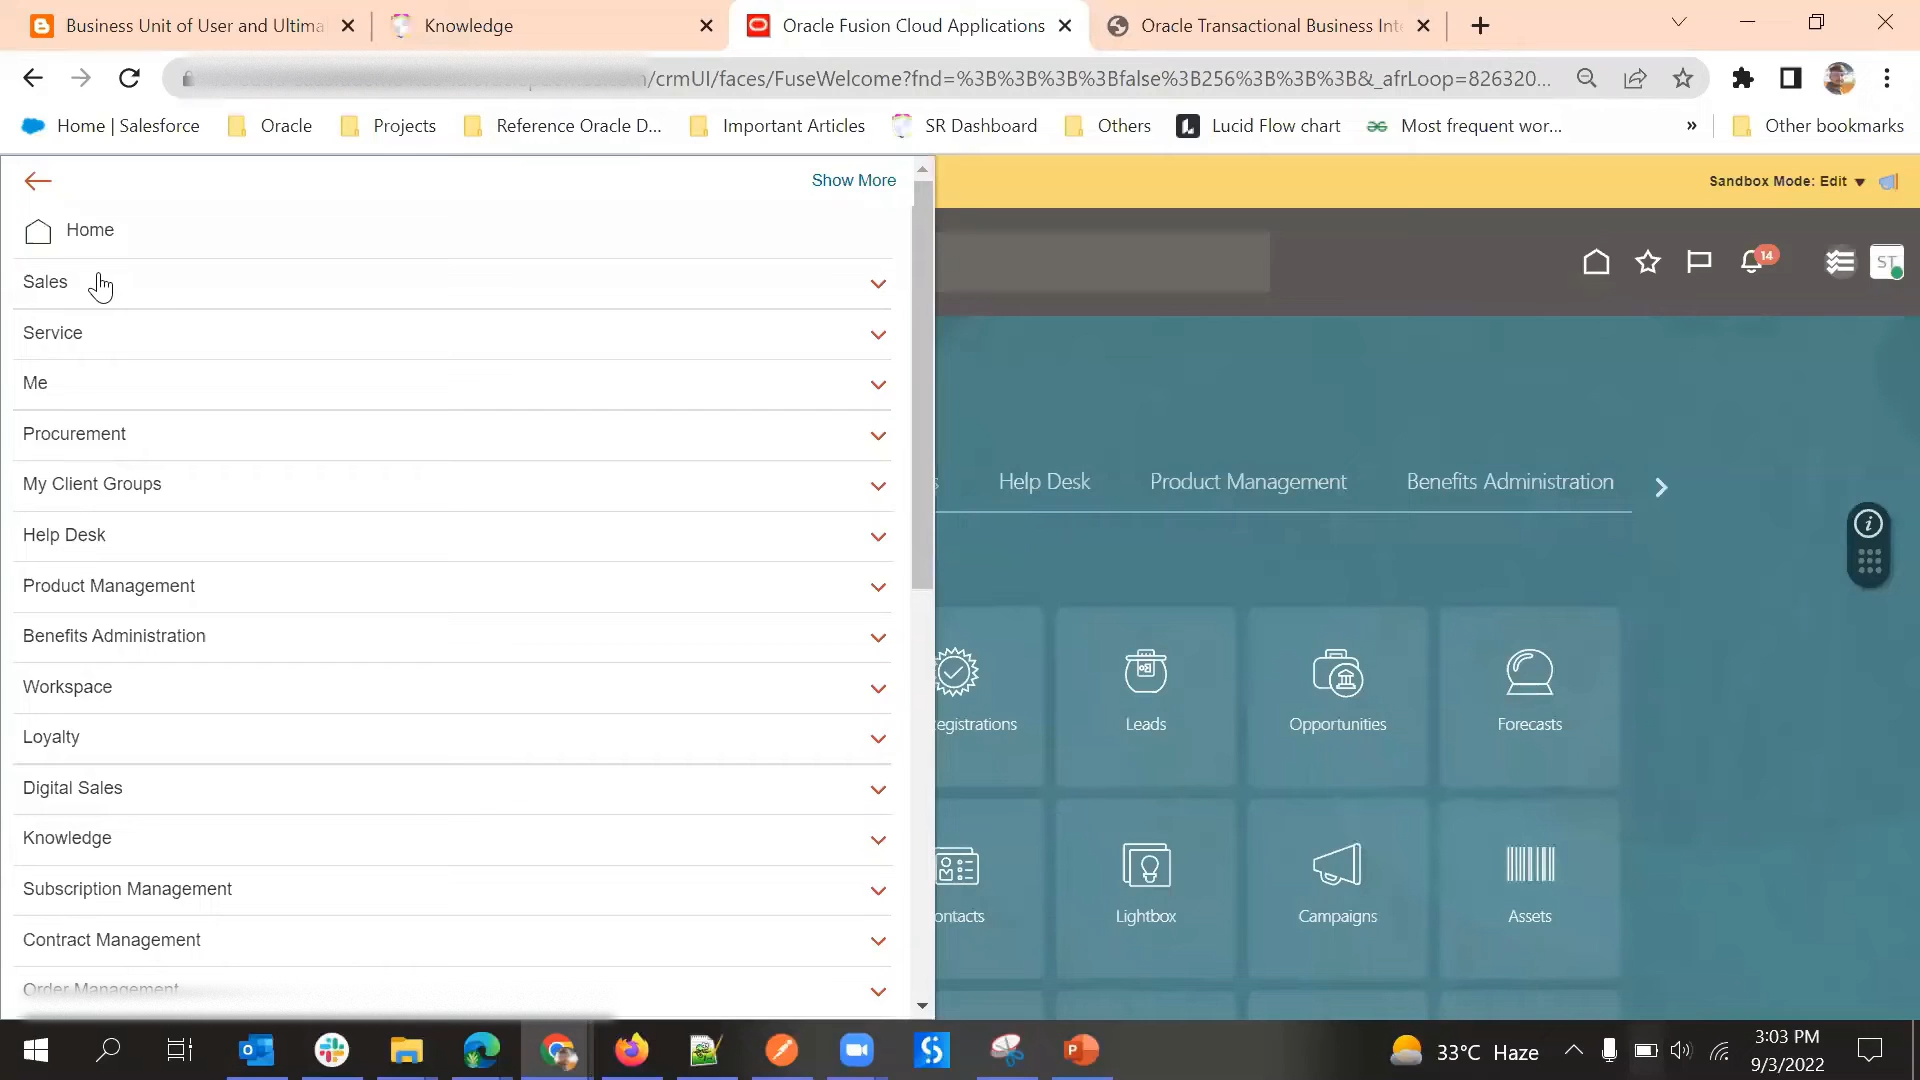 Business Unit of User and Ultima
Knowledge
Oracle Fusion Cloud Applications
Oracle Transactional Business Int
/crmUI/faces/FuseWelcome?fnd=%3B%3B%3B%3Bfalse%3B256%3B%3B%3B&_afrLoop=826320...
Home | Salesforce
Oracle
Projects
Reference Oracle D...
Important Articles
SR Dashboard
Others
Lucid Flow chart
Most frequent wor...
»
Other bookmarks
Show More
Sandbox Mode: Edit
Home
Sales
14
ST
Service
Me
Procurement
My Client Groups
Help Desk
Product Management
Benefits Administration
Workspace
Loyalty
Digital Sales
Knowledge
Subscription Management
Contract Management
Order Management
s
Help Desk
Product Management
Benefits Administration
egistrations
Leads
Opportunities
Forecasts
ontacts
Lightbox
Campaigns
Assets
33°C Haze
3:03 PM
9/3/2022